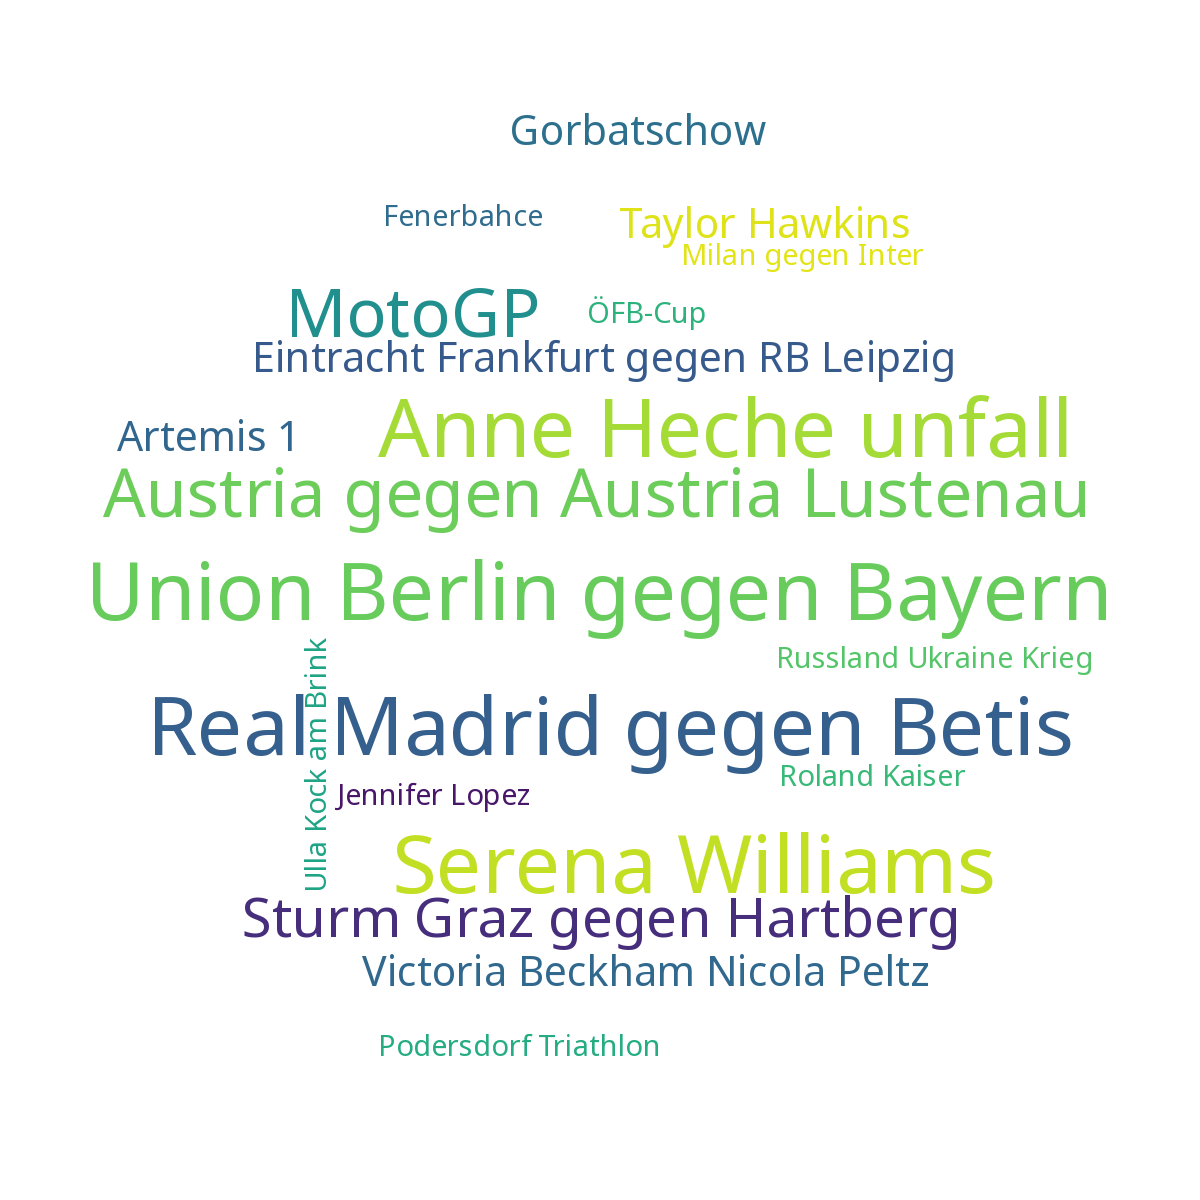 Gorbatschow
Fenerbahce
Taylor Hawkins
Milan gegen Inter
MotoGP
ÖFB-Cup
Eintracht Frankfurt gegen RB Leipzig
Anne Heche unfall
Artemis 1
Austria gegen Austria Lustenau
Union Berlin gegen Bayern
Russland Ukraine Krieg
Ulla Kock am Brink
Real Madrid gegen Betis
Roland Kaiser
Jennifer Lopez
Serena Williams
Sturm Graz gegen Hartberg
Victoria Beckham Nicola Peltz
Podersdorf Triathlon